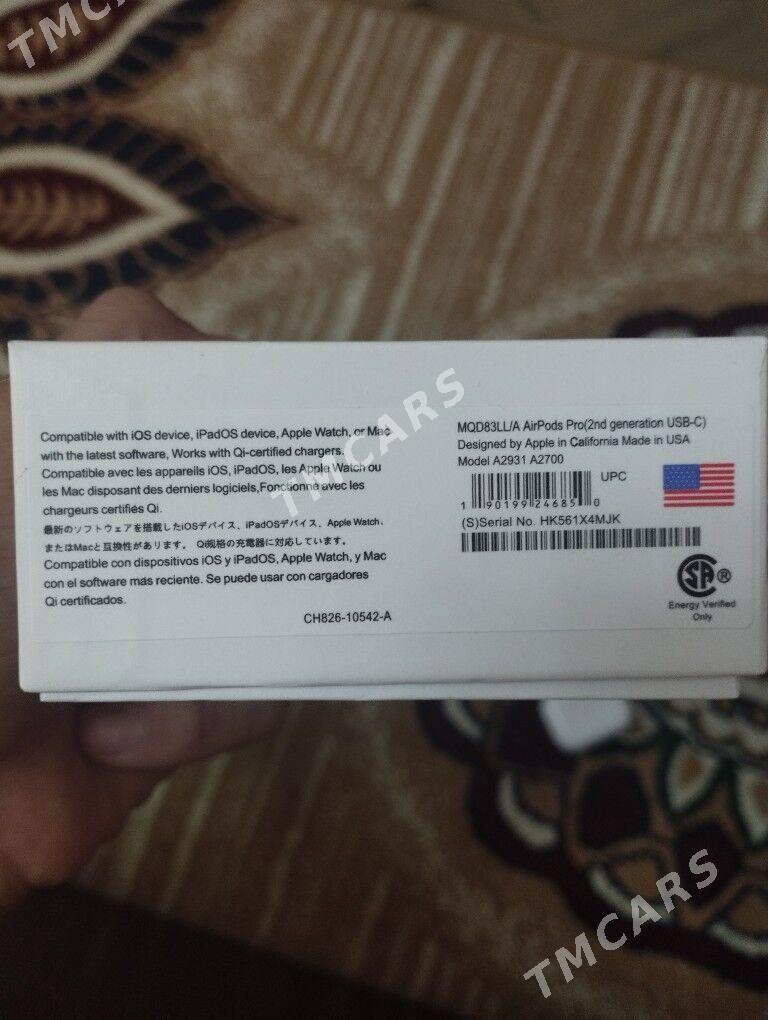 TMCARS
Compatible with iOS device, iPadOS device, Apple Watch, or Mac
with the latest software, Works with Qi-certified chargers.
Compatible avec les appareils iOS, iPadOS, les Apple Watch ou
les Mac disposant des derniers logiciels,Fonctionne avec les
chargeurs certifiés Qi.
最新のソフトウェアを搭載したiOSデバイス、iPadOSデバイス、Apple Watch、
またはMacと互換性があります。 Qi規格の充電器に対応しています。
Compatible con dispositivos iOS y iPadOS, Apple Watch, y Mac
con el software más reciente. Se puede usar con cargadores
Qi certificados.
CH826-10542-A
MQD83LL/A AirPods Pro(2nd generation USB-C)
Designed by Apple in California Made in USA
Model A2931 A2700
UPC
1 90199 24685 0
(S)Serial No. HK561X4MJK
SA ®
Energy Verified
Only
TMCARS
TMCARS